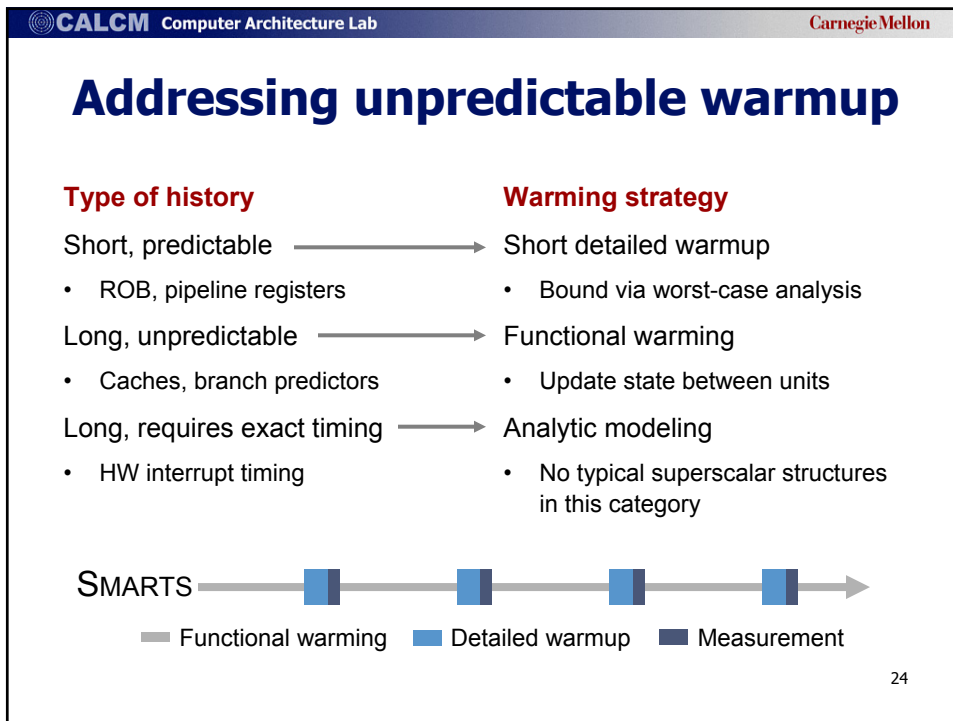 CALCM Computer Architecture Lab
Carnegie Mellon
Addressing unpredictable warmup
Type of history
Warming strategy
Short, predictable
Short detailed warmup
• ROB, pipeline registers
• Bound via worst-case analysis
Long, unpredictable
Functional warming
• Caches, branch predictors
• Update state between units
Long, requires exact timing
Analytic modeling
• HW interrupt timing
• No typical superscalar structures
in this category
SMARTS
Functional warming
Detailed warmup
Measurement
24